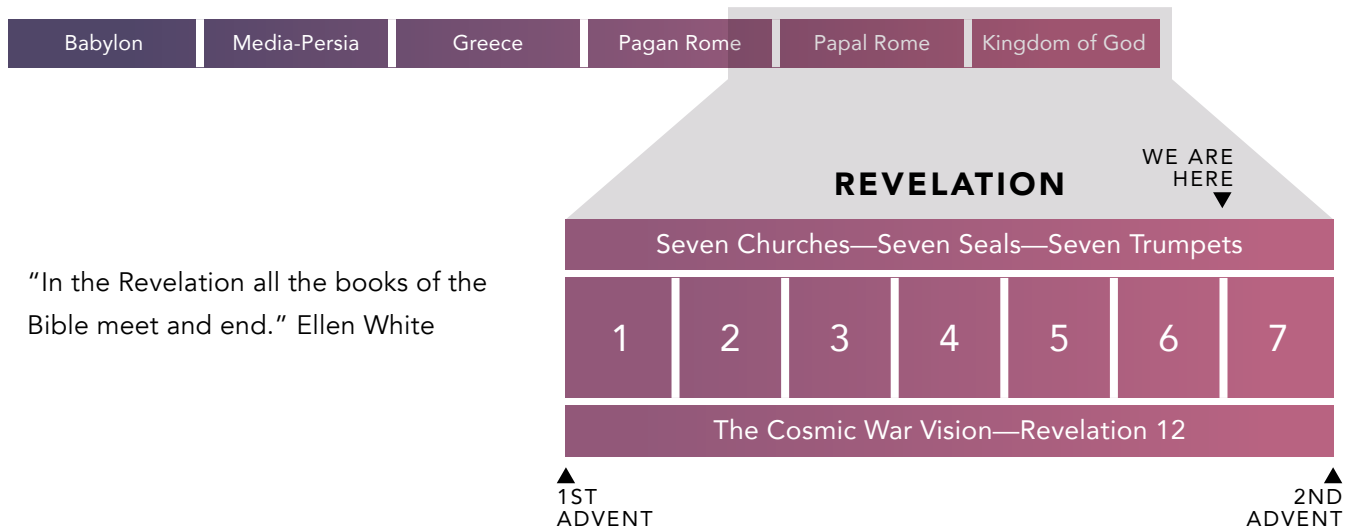 Babylon
Media-Persia
Greece
Pagan Rome
Papal Rome
Kingdom of God
WE ARE
HERE
REVELATION
Seven Churches—Seven Seals—Seven Trumpets
“In the Revelation all the books of the
Bible meet and end.” Ellen White
1
2
3
4
5
6
7
The Cosmic War Vision—Revelation 12
1ST
ADVENT
2ND
ADVENT